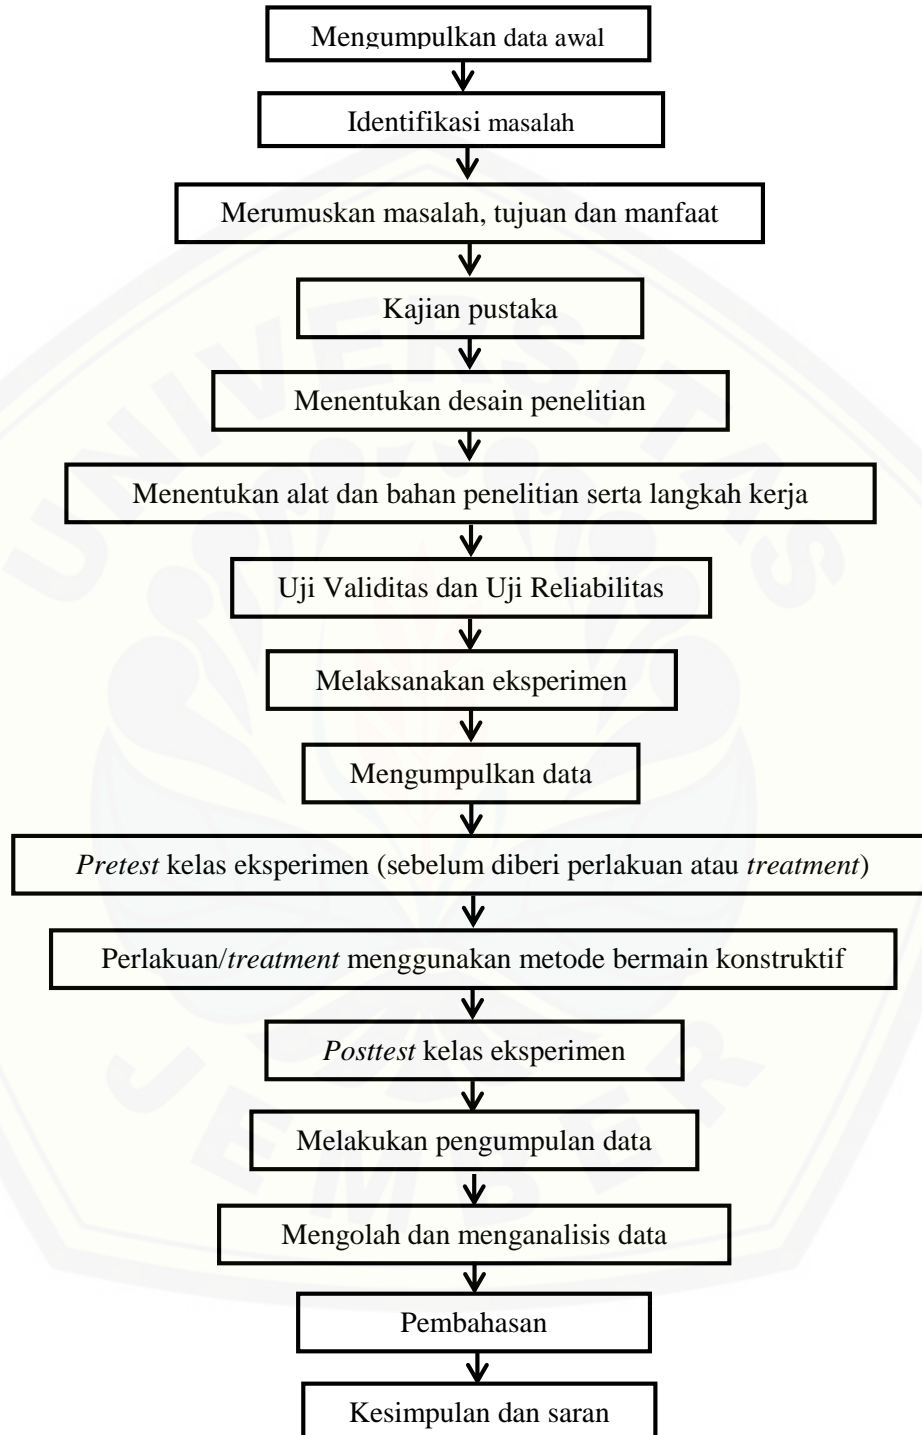 Mengumpulkan data awal
Identifikasi masalah
Merumuskan masalah, tujuan dan manfaat
Kajian pustaka
Menentukan desain penelitian
Menentukan alat dan bahan penelitian serta langkah kerja
Uji Validitas dan Uji Reliabilitas
Melaksanakan eksperimen
Mengumpulkan data
Pretest kelas eksperimen (sebelum diberi perlakuan atau treatment)
Perlakuan/treatment menggunakan metode bermain konstruktif
Posttest kelas eksperimen
Melakukan pengumpulan data
Mengolah dan menganalisis data
Pembahasan
Kesimpulan dan saran
UNIVERSITAS
JEMBER